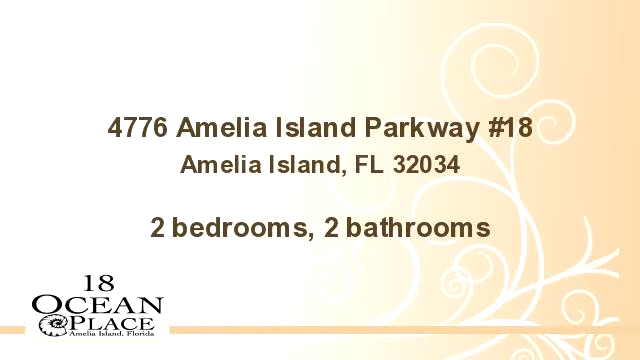 4776 Amelia Island Parkway #18
Amelia Island, FL 32034
2 bedrooms, 2 bathrooms
18
OCEAN
PLACE
Amelia Island, Florida